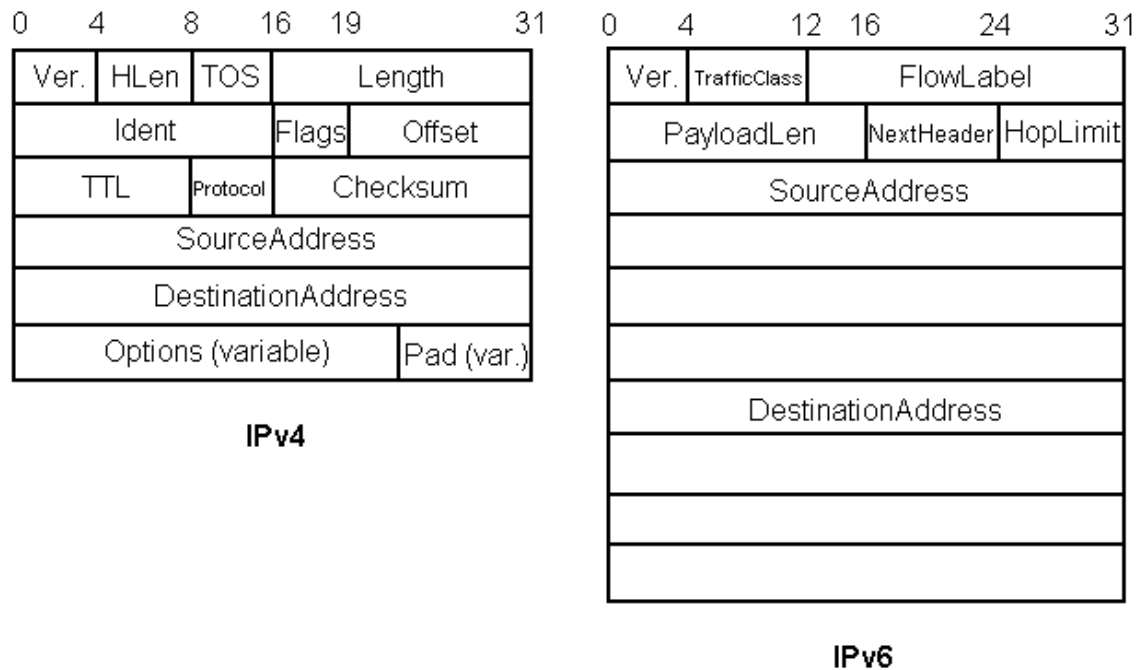 0 4 8 16 19 31
Ver. HLen TOS Length
Ident Flags Offset
TTL Protocol Checksum
SourceAddress
DestinationAddress
Options (variable) Pad (var.)
IPv4
0 4 12 16 24 31
Ver. TrafficClass FlowLabel
PayloadLen NextHeader HopLimit
SourceAddress
DestinationAddress
IPv6